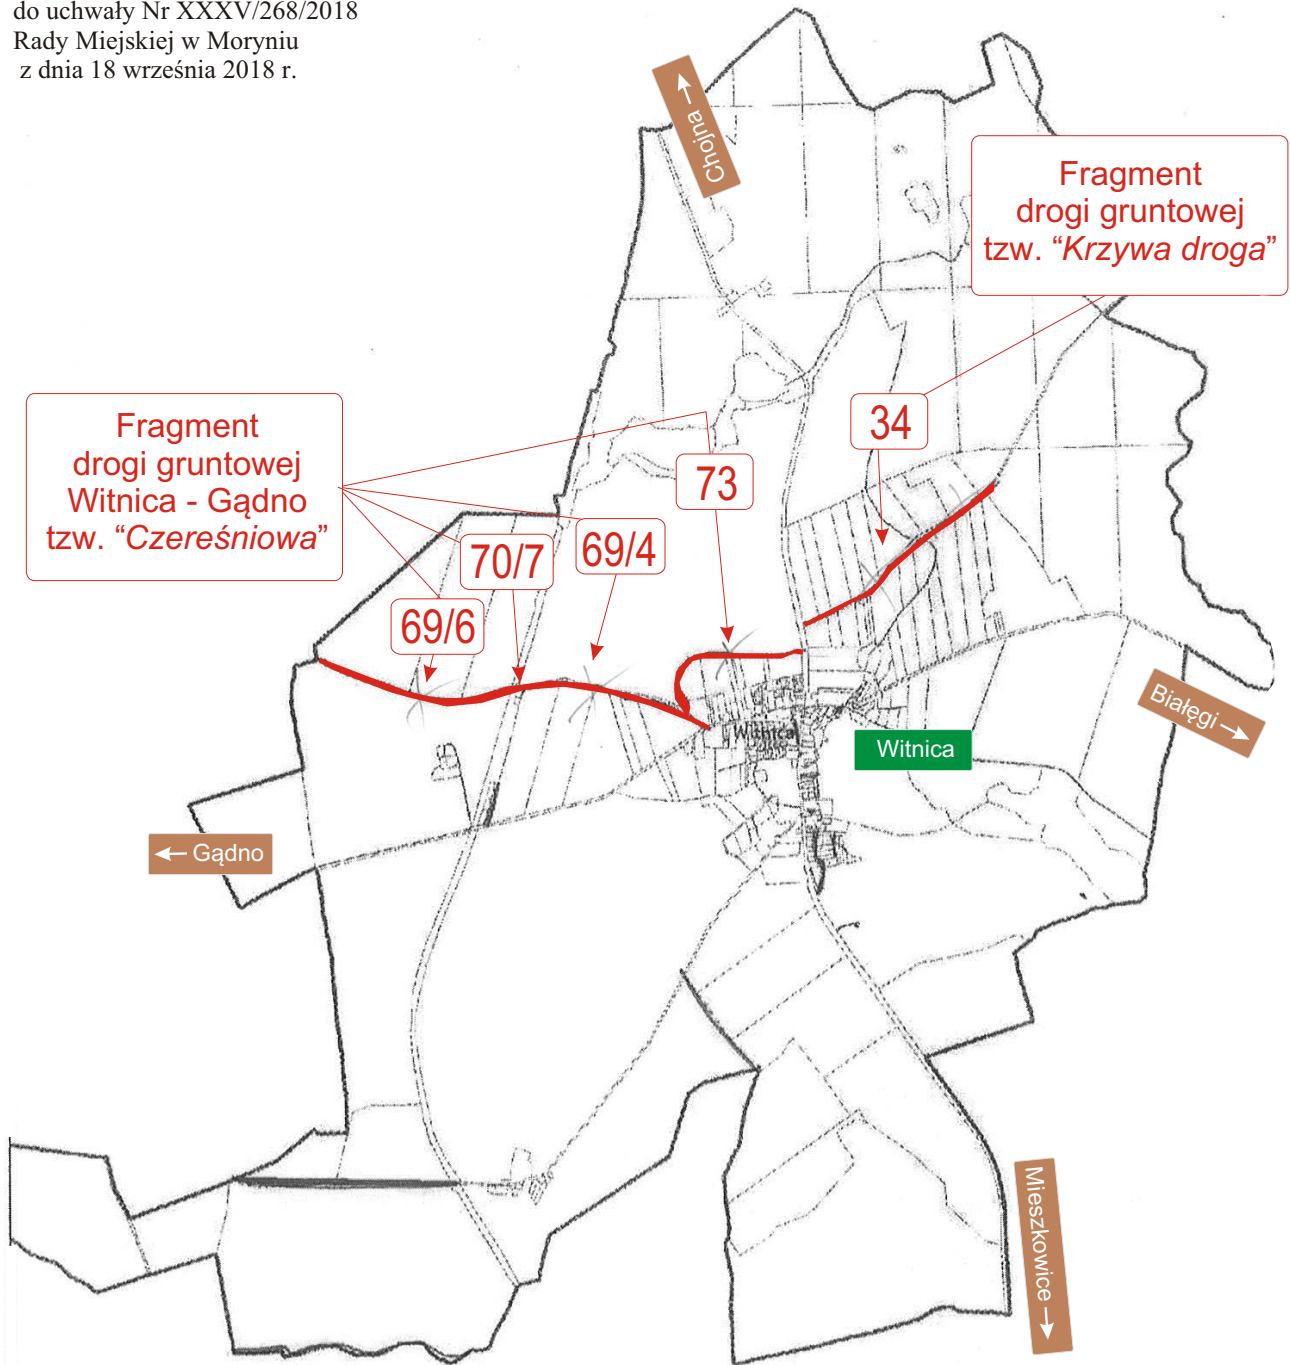 do uchwały Nr XXXV/268/2018
Rady Miejskiej w Moryniu
z dnia 18 września 2018 r.
Chojna
Fragment
drogi gruntowej
tzw. “Krzywa droga”
34
Fragment
drogi gruntowej
Witnica - Gądno
tzw. “Czereśniowa”
73
69/4
70/7
69/6
Białęgi
Witnica
Witnica
Gądno
Mieszkowice